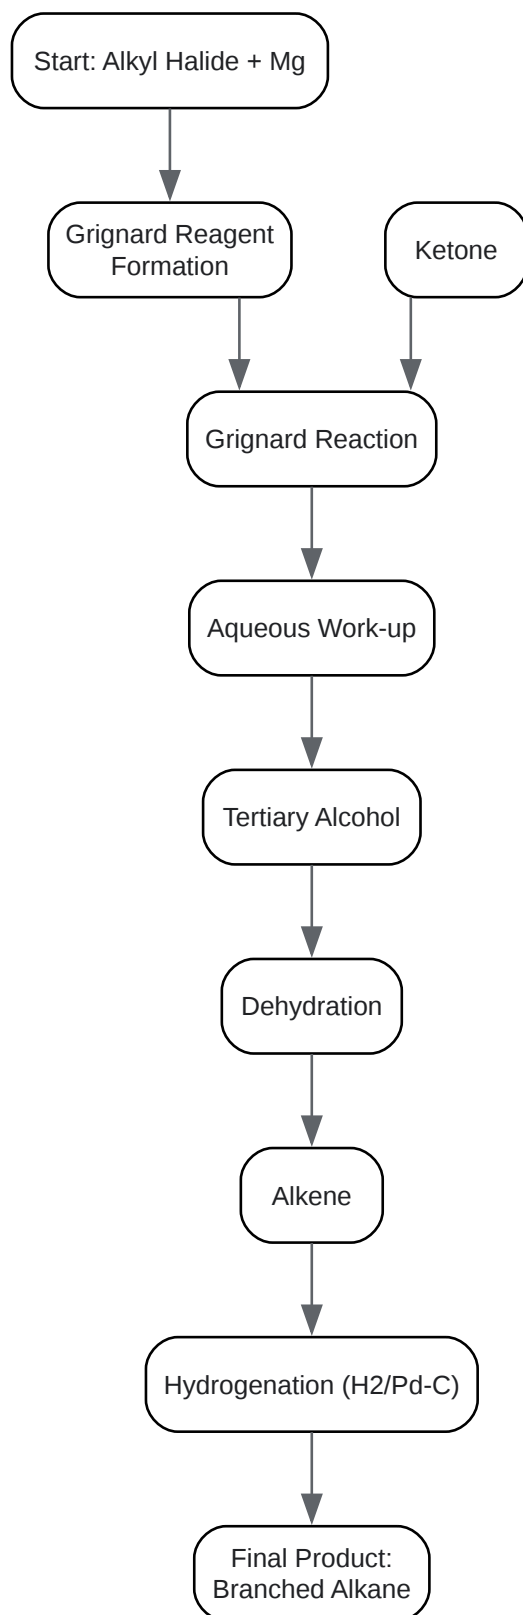 Start: Alkyl Halide + Mg
Grignard Reagent
Formation
Ketone
Grignard Reaction
Aqueous Work-up
Tertiary Alcohol
Dehydration
Alkene
Hydrogenation (H2/Pd-C)
Final Product:
Branched Alkane